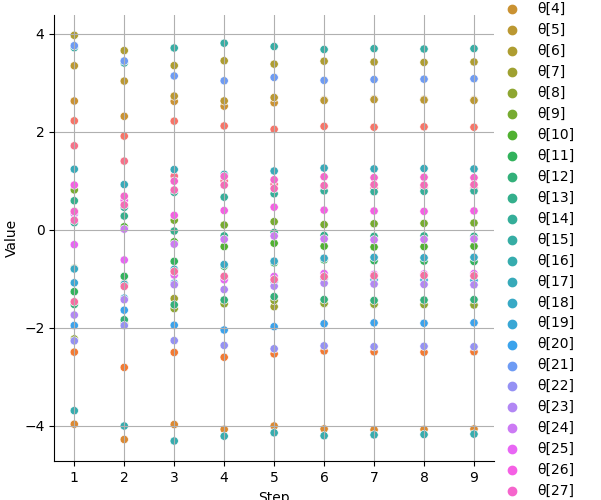 4
2
0
−2
−4
Value
1 2 3 4 5 6 7 8 9
Step
θ[4]
θ[5]
θ[6]
θ[7]
θ[8]
θ[9]
θ[10]
θ[11]
θ[12]
θ[13]
θ[14]
θ[15]
θ[16]
θ[17]
θ[18]
θ[19]
θ[20]
θ[21]
θ[22]
θ[23]
θ[24]
θ[25]
θ[26]
θ[27]